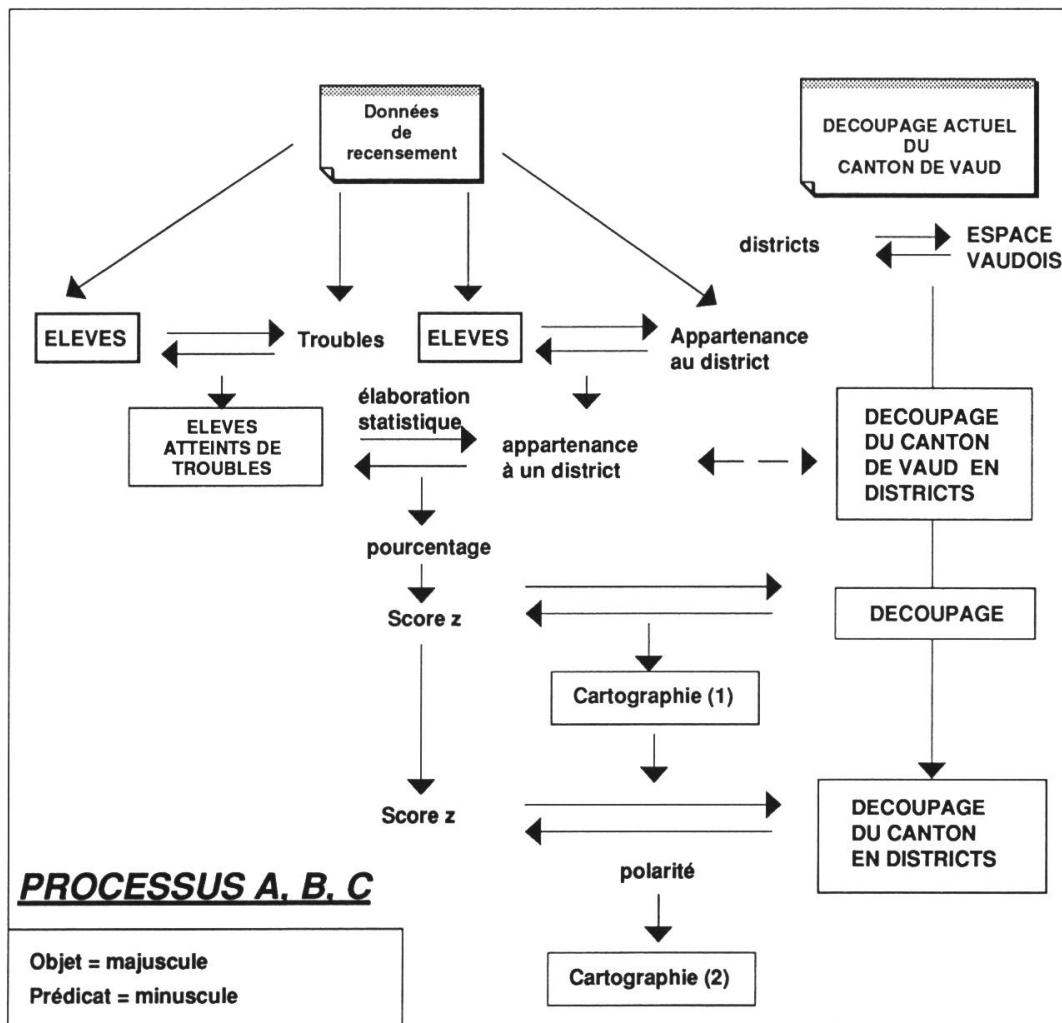 Données
de
recensement
DECOUPAGE ACTUEL
DU
CANTON DE VAUD
districts
ESPACE
VAUDOIS
ELEVES
Troubles
ELEVES
Appartenance
au district
élaboration
statistique
ELEVES
ATTEINTS DE
TROUBLES
appartenance
à un district
DECOUPAGE
DU CANTON
DE VAUD EN
DISTRICTS
pourcentage
Score z
DECOUPAGE
Cartographie (1)
Score z
DECOUPAGE
DU CANTON
EN DISTRICTS
polarité
PROCESSUS A, B, C
Cartographie (2)
Objet = majuscule
Prédicat = minuscule